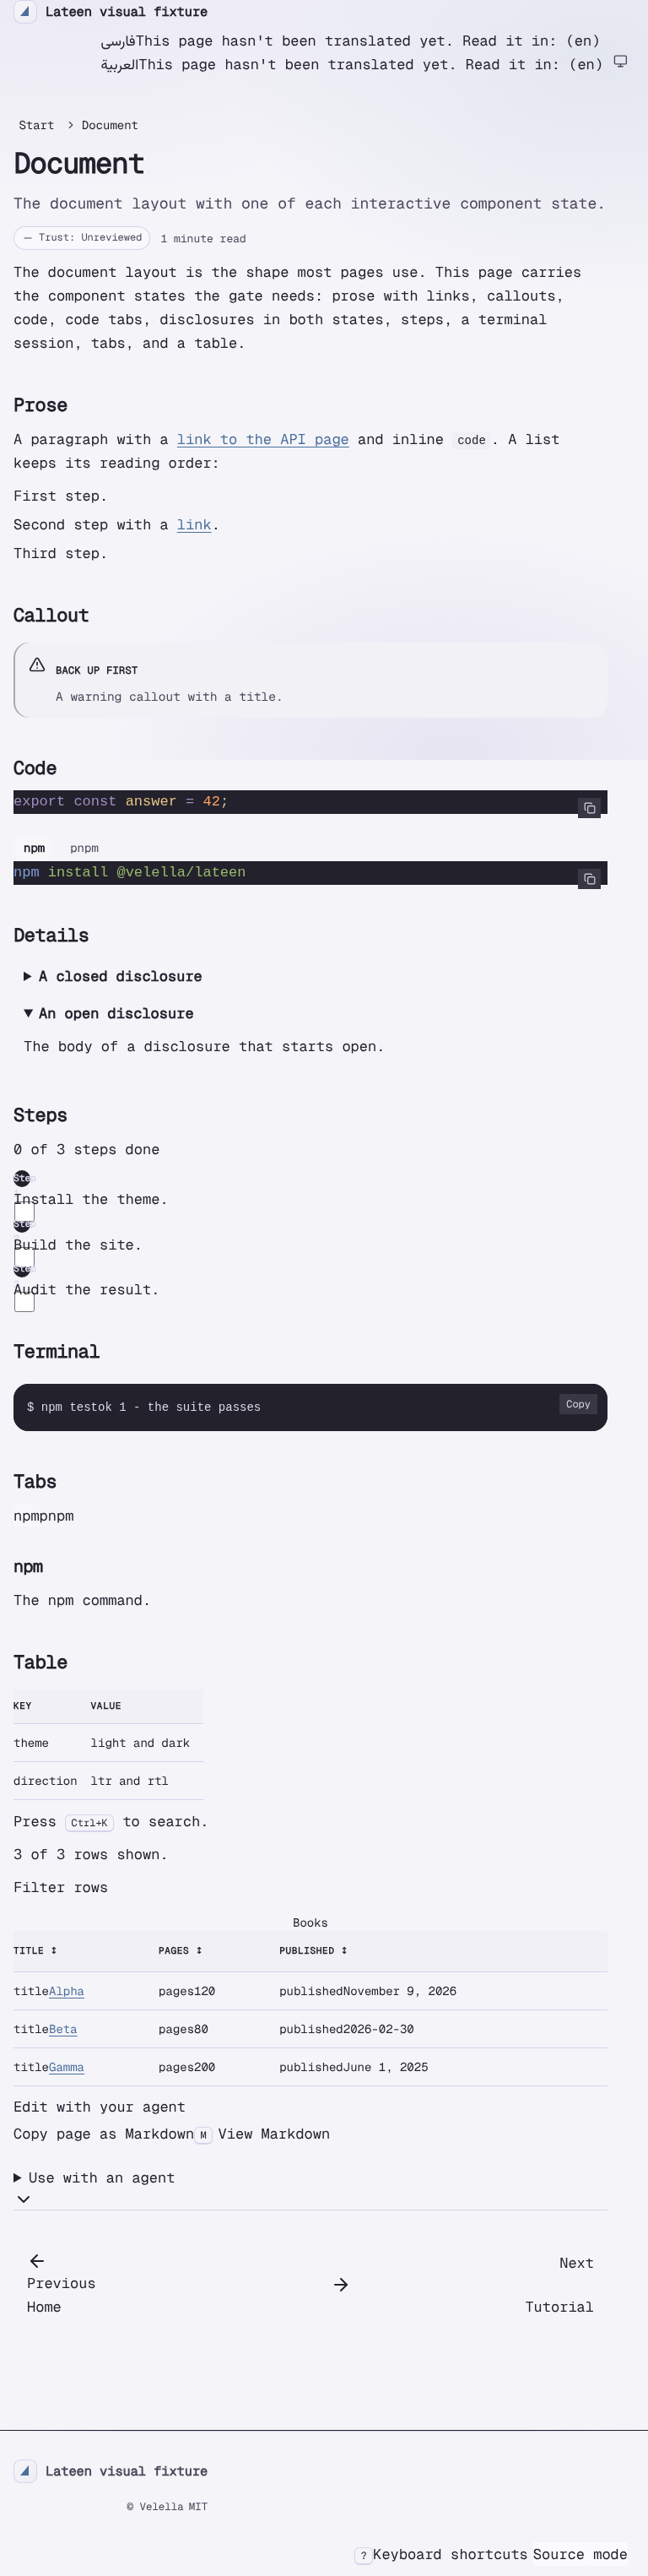 Lateen visual fixture
فارسیThis page hasn't been translated yet. Read it in: (en)
العربيةThis page hasn't been translated yet. Read it in: (en)
Start > Document
Document
The document layout with one of each interactive component state.
— Trust: Unreviewed 1 minute read
The document layout is the shape most pages use. This page carries
the component states the gate needs: prose with links, callouts,
code, code tabs, disclosures in both states, steps, a terminal
session, tabs, and a table.
Prose
A paragraph with a link to the API page and inline code. A list
keeps its reading order:
First step.
Second step with a link.
Third step.
Callout
BACK UP FIRST
A warning callout with a title.
Code
export const answer = 42;
npm pnpm
npm install @velella/lateen
Details
A closed disclosure
An open disclosure
The body of a disclosure that starts open.
Steps
0 of 3 steps done
Step
Install the theme.
Step
Build the site.
Step
Audit the result.
Terminal
$ npm testok 1 - the suite passes Copy
Tabs
npmpnpm
npm
The npm command.
Table
KEY VALUE
theme light and dark
direction ltr and rtl
Press Ctrl+K to search.
3 of 3 rows shown.
Filter rows
Books
TITLE ↕ PAGES ↕ PUBLISHED ↕
titleAlpha pages120 publishedNovember 9, 2026
titleBeta pages80 published2026-02-30
titleGamma pages200 publishedJune 1, 2025
Edit with your agent
Copy page as Markdown M View Markdown
Use with an agent
Previous
Home
Next
Tutorial
Lateen visual fixture
© Velella MIT
? Keyboard shortcuts Source mode